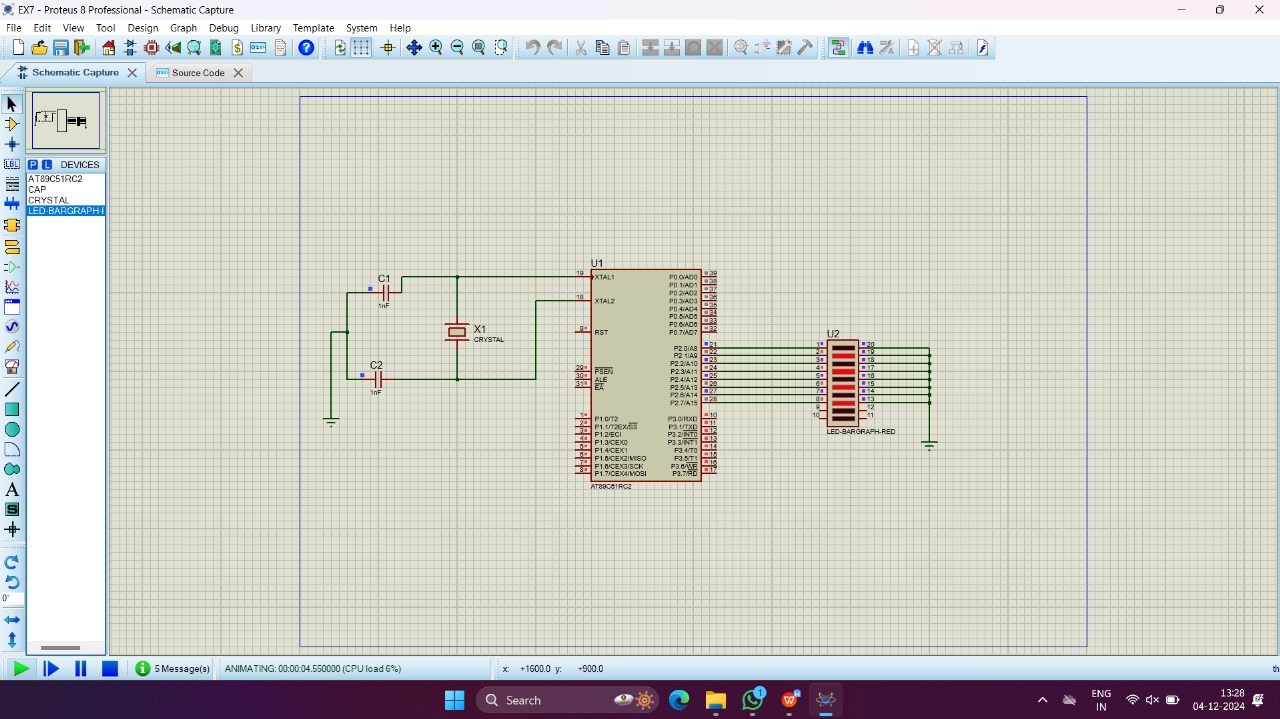 EX7 - Proteus 8 Professional - Schematic Capture
File Edit View Tool Design Graph Debug Library Template System Help
Schematic Capture
Source Code
P L DEVICES
AT89C51RC2
CAP
CRYSTAL
LED-BARGRAPH-
LBL
A
S
0°
C1
1nF
C2
1nF
X1
CRYSTAL
U1
19 XTAL1
18 XTAL2
9 RST
29 PSEN
30 ALE
31 EA
1 P1.0/T2
2 P1.1/T2EX/SS
3 P1.2/ECI
4 P1.3/CEX0
5 P1.4/CEX1
6 P1.5/CEX2/MISO
7 P1.6/CEX3/SCK
8 P1.7/CEX4/MOSI
P0.0/AD0 39
P0.1/AD1 38
P0.2/AD2 37
P0.3/AD3 36
P0.4/AD4 35
P0.5/AD5 34
P0.6/AD6 33
P0.7/AD7 32
P2.0/A8 21
P2.1/A9 22
P2.2/A10 23
P2.3/A11 24
P2.4/A12 25
P2.5/A13 26
P2.6/A14 27
P2.7/A15 28
P3.0/RXD 10
P3.1/TXD 11
P3.2/INT0 12
P3.3/INT1 13
P3.4/T0 14
P3.5/T1 15
P3.6/WR 16
P3.7/RD 17
AT89C51RC2
U2
1 20
2 19
3 18
4 17
5 16
6 15
7 14
8 13
9 12
10 11
LED-BARGRAPH-RED
5 Message(s)
ANIMATING: 00:00:04.550000 (CPU load 6%)
x: +1600.0 y: +900.0
th
Search
1
ENG
IN
13:28
04-12-2024